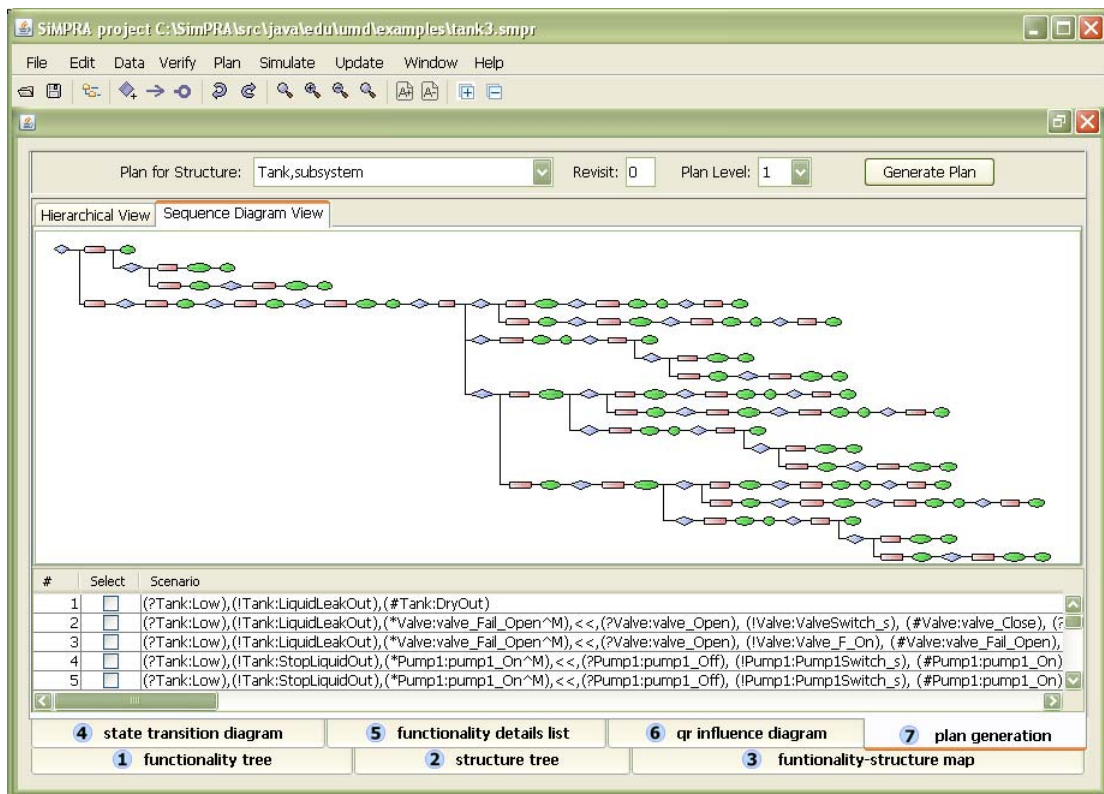 SiMPRA project C:\SimPRA\src\java\edu\umd\examples\tank3.smpr
File Edit Data Verify Plan Simulate Update Window Help
A+ A-
Plan for Structure: Tank,subsystem Revisit: 0 Plan Level: 1 Generate Plan
Hierarchical View Sequence Diagram View
# Select Scenario
1 (?Tank:Low),(!Tank:LiquidLeakOut),(#Tank:DryOut)
2 (?Tank:Low),(!Tank:LiquidLeakOut),(*Valve:valve_Fail_Open^M),<<,(?Valve:valve_Open), (!Valve:ValveSwitch_s), (#Valve:valve_Close), (?
3 (?Tank:Low),(!Tank:LiquidLeakOut),(*Valve:valve_Fail_Open^M),<<,(?Valve:valve_Open), (!Valve:Valve_F_On), (#Valve:valve_Fail_Open),
4 (?Tank:Low),(!Tank:StopLiquidOut),(*Pump1:pump1_On^M),<<,(?Pump1:pump1_Off), (!Pump1:Pump1Switch_s), (#Pump1:pump1_On)
5 (?Tank:Low),(!Tank:StopLiquidOut),(*Pump1:pump1_On^M),<<,(?Pump1:pump1_Off), (!Pump1:Pump1Switch_s), (#Pump1:pump1_On)
4 state transition diagram 5 functionality details list 6 qr influence diagram 7 plan generation
1 functionality tree 2 structure tree 3 funtionality-structure map